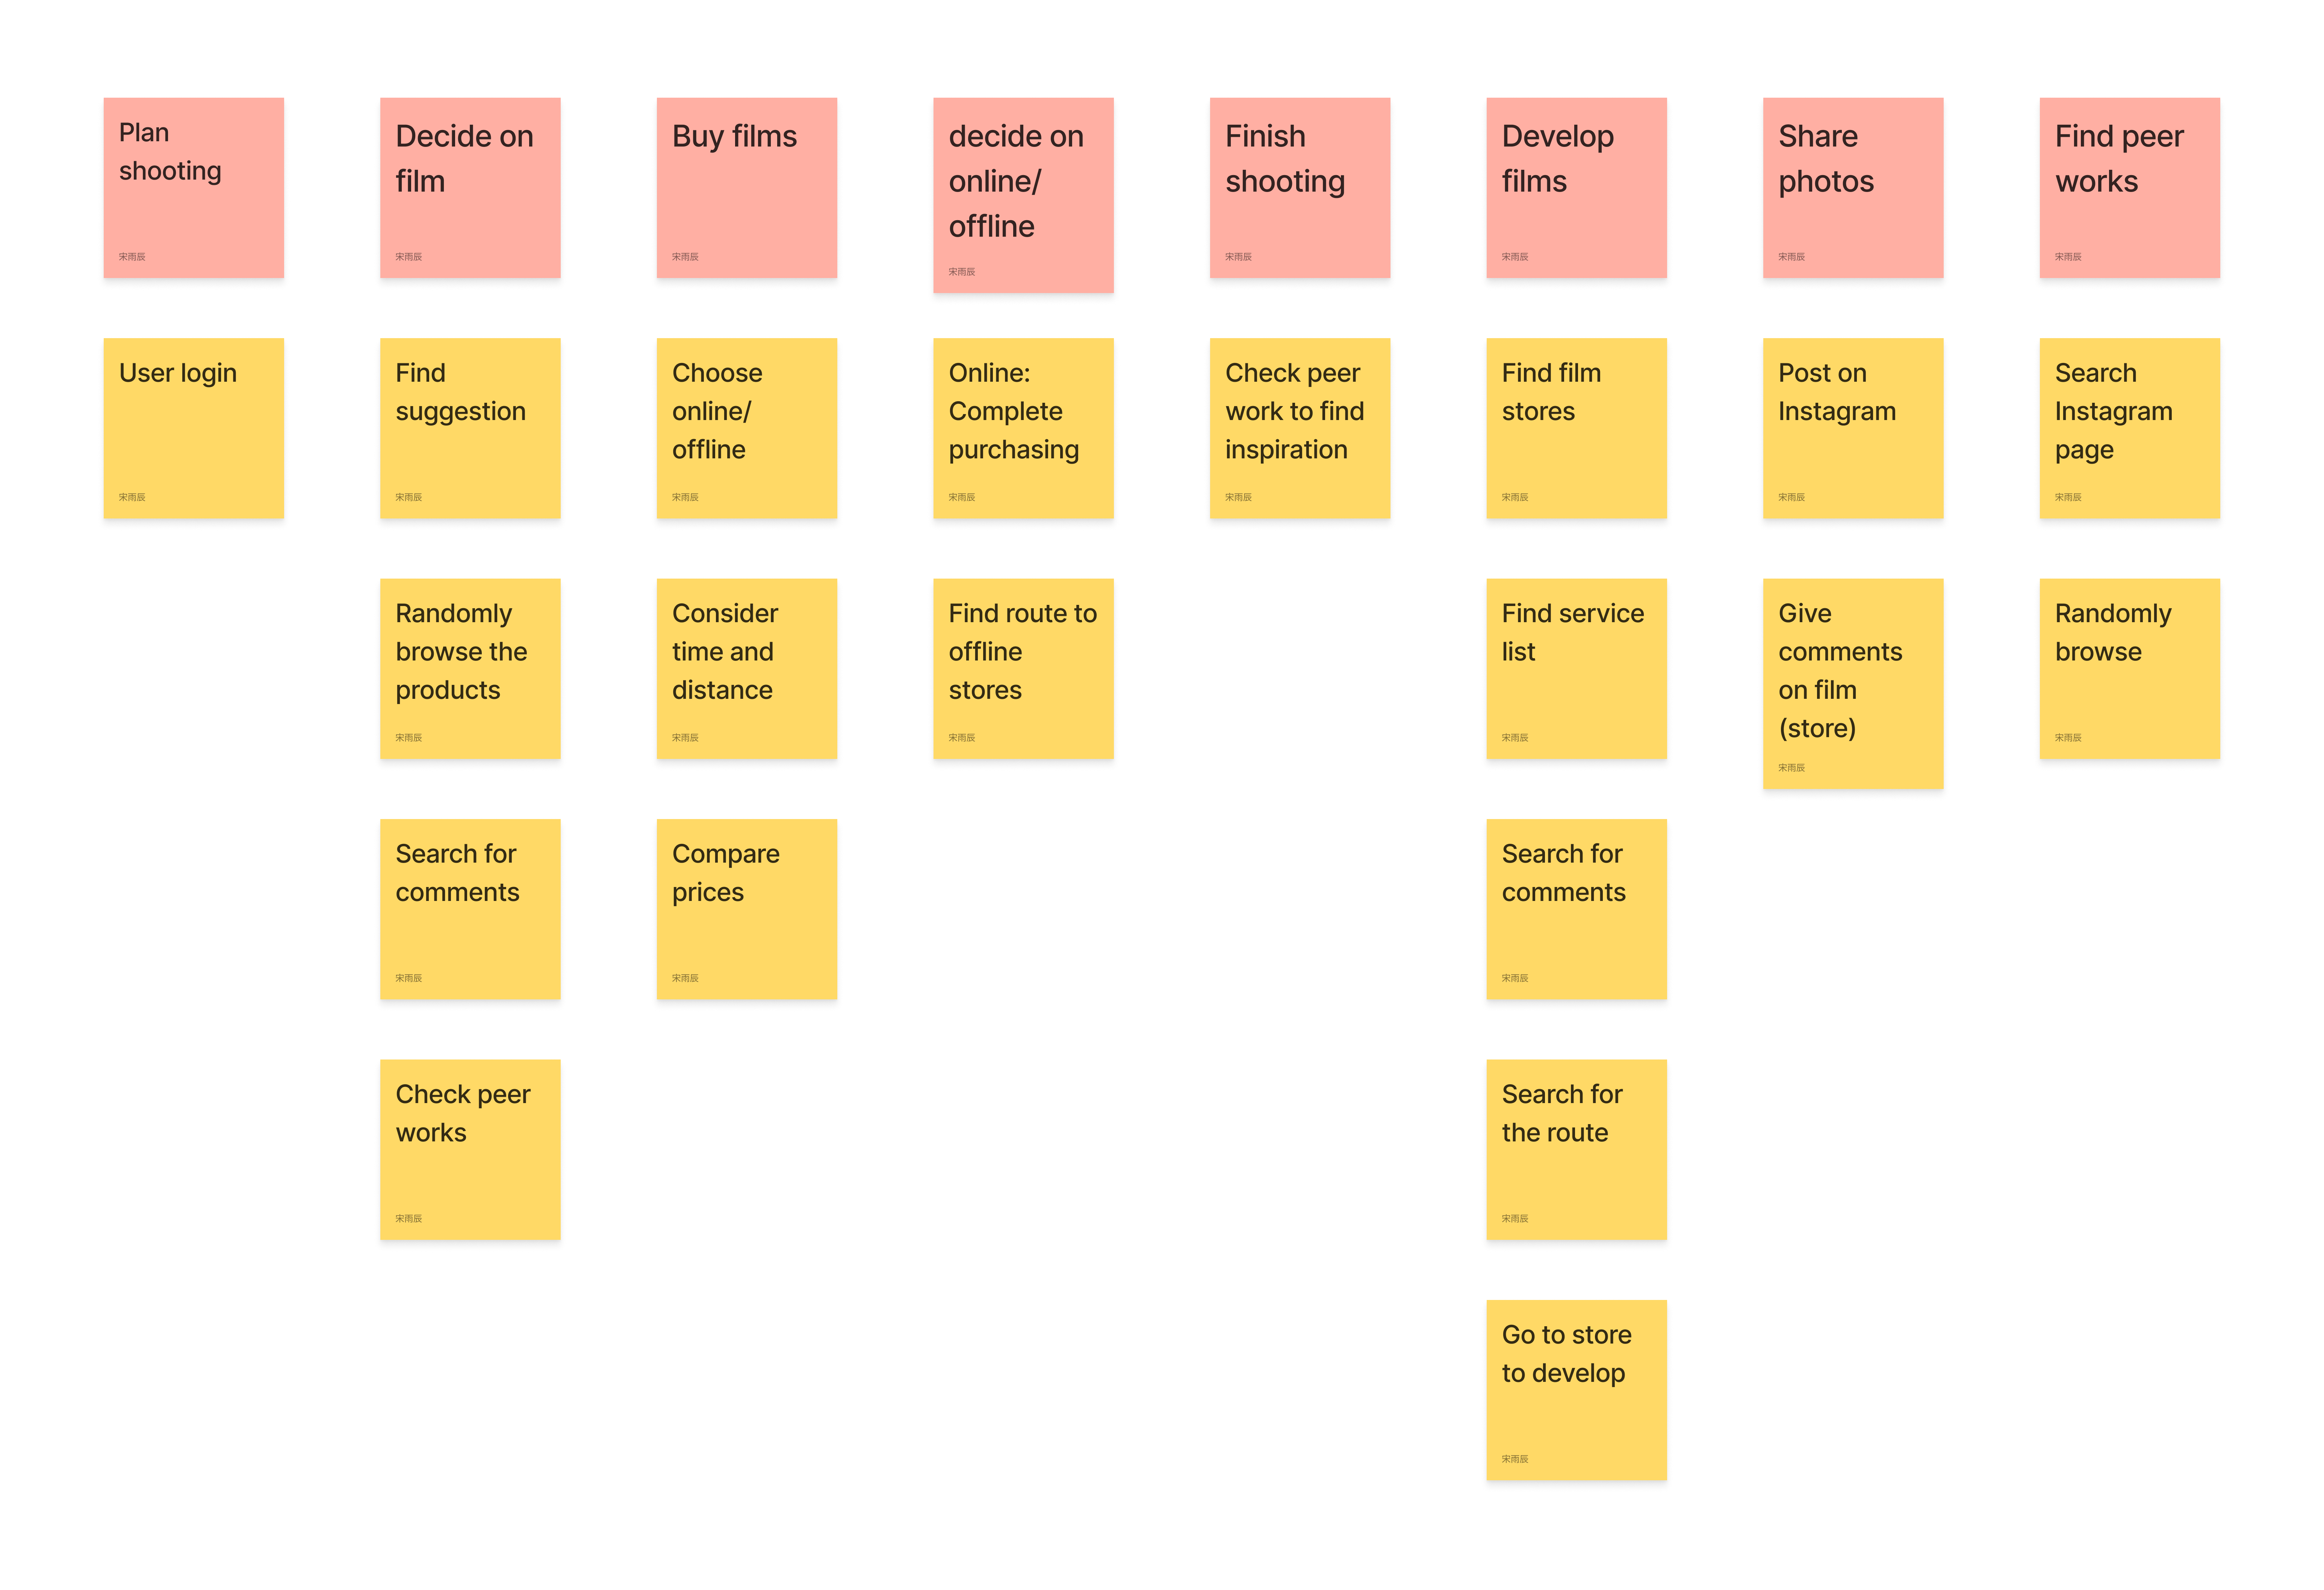 Plan
shooting
宋雨辰
Decide on
film
宋雨辰
Buy films
宋雨辰
decide on
online/
offline
宋雨辰
Finish
shooting
宋雨辰
Develop
films
宋雨辰
Share
photos
宋雨辰
Find peer
works
宋雨辰
User login
宋雨辰
Find
suggestion
宋雨辰
Choose
online/
offline
宋雨辰
Online:
Complete
purchasing
宋雨辰
Check peer
work to find
inspiration
宋雨辰
Find film
stores
宋雨辰
Post on
Instagram
宋雨辰
Search
Instagram
page
宋雨辰
Randomly
browse the
products
宋雨辰
Consider
time and
distance
宋雨辰
Find route to
offline
stores
宋雨辰
Find service
list
宋雨辰
Give
comments
on film
(store)
宋雨辰
Randomly
browse
宋雨辰
Search for
comments
宋雨辰
Compare
prices
宋雨辰
Search for
comments
宋雨辰
Check peer
works
宋雨辰
Search for
the route
宋雨辰
Go to store
to develop
宋雨辰